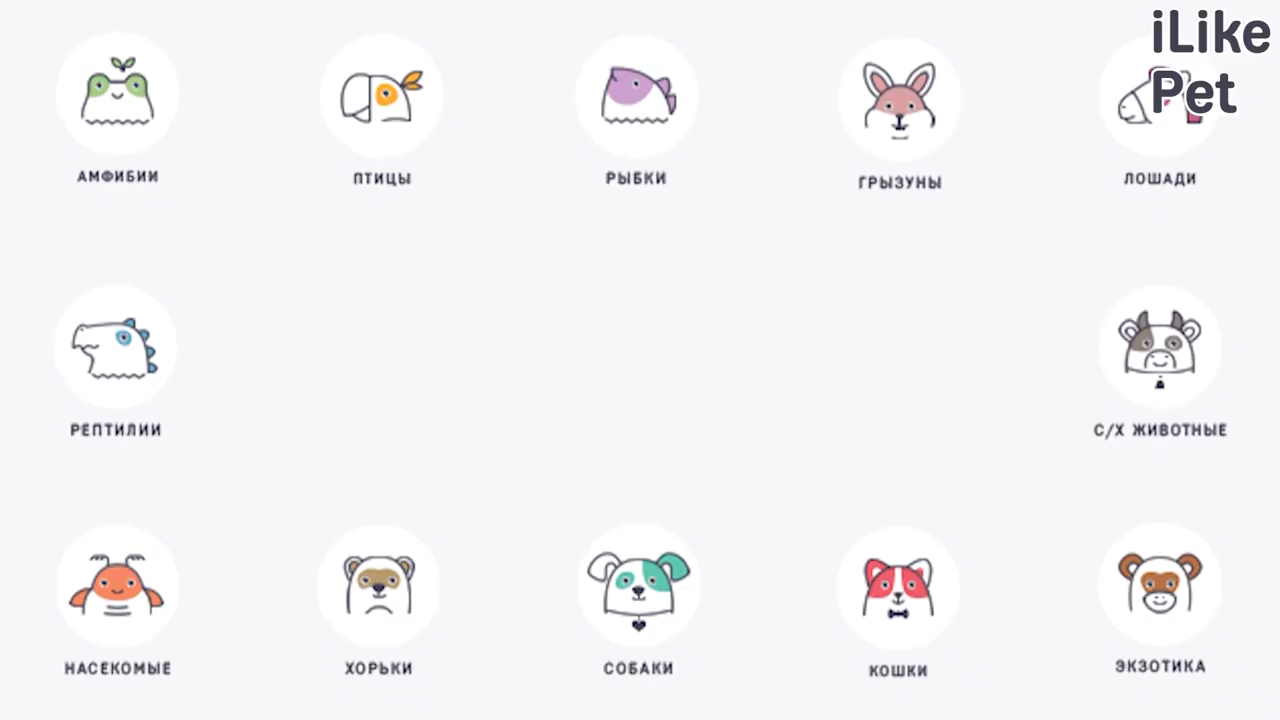 iLike
Pet
АМФИБИИ
ПТИЦЫ
РЫБКИ
ГРЫЗУНЫ
ЛОШАДИ
РЕПТИЛИИ
С/Х ЖИВОТНЫЕ
НАСЕКОМЫЕ
ХОРЬКИ
СОБАКИ
КОШКИ
ЭКЗОТИКА